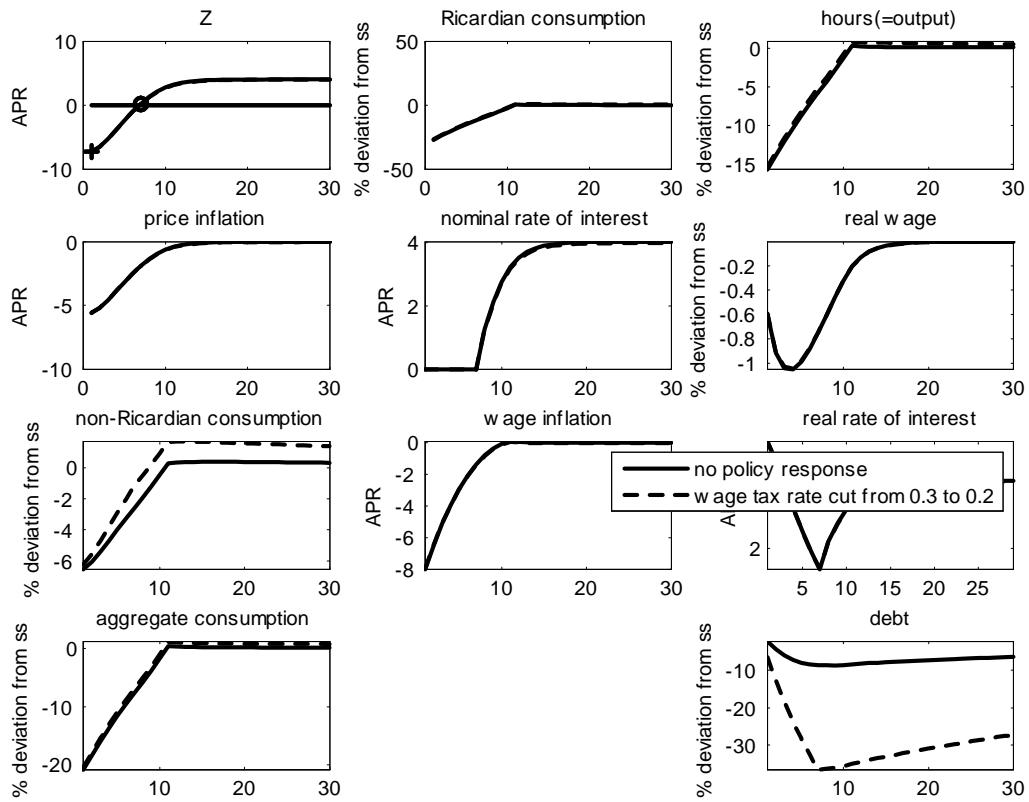 Z
Ricardian consumption
hours(=output)
APR
10
0
-10
0 10 20 30
% deviation from ss
50
0
-50
0 10 20 30
% deviation from ss
0
-5
-10
-15
10 20 30
price inflation
nominal rate of interest
real wage
APR
0
-5
-10
0 10 20 30
APR
4
2
0
10 20 30
% deviation from ss
-0.2
-0.4
-0.6
-0.8
-1
10 20 30
non-Ricardian consumption
wage inflation
real rate of interest
% deviation from ss
0
-2
-4
-6
10 20 30
APR
0
-2
-4
-6
-8
10 20 30
no policy response
wage tax rate cut from 0.3 to 0.2
2
5 10 15 20 25
aggregate consumption
debt
% deviation from ss
0
-10
-20
10 20 30
% deviation from ss
-10
-20
-30
10 20 30